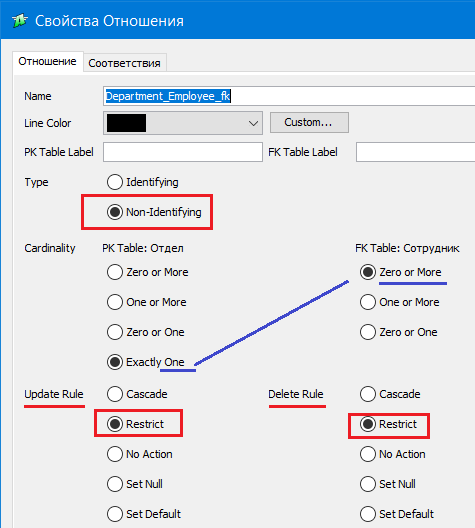 Свойства Отношения
Отношение Соответствия
Name Department_Employee_fk
Line Color Custom...
PK Table Label FK Table Label
Type Identifying
Non-Identifying
Cardinality PK Table: Отдел FK Table: Сотрудник
Zero or More Zero or More
One or More One or More
Zero or One Zero or One
Exactly One
Update Rule Cascade Delete Rule Cascade
Restrict Restrict
No Action No Action
Set Null Set Null
Set Default Set Default